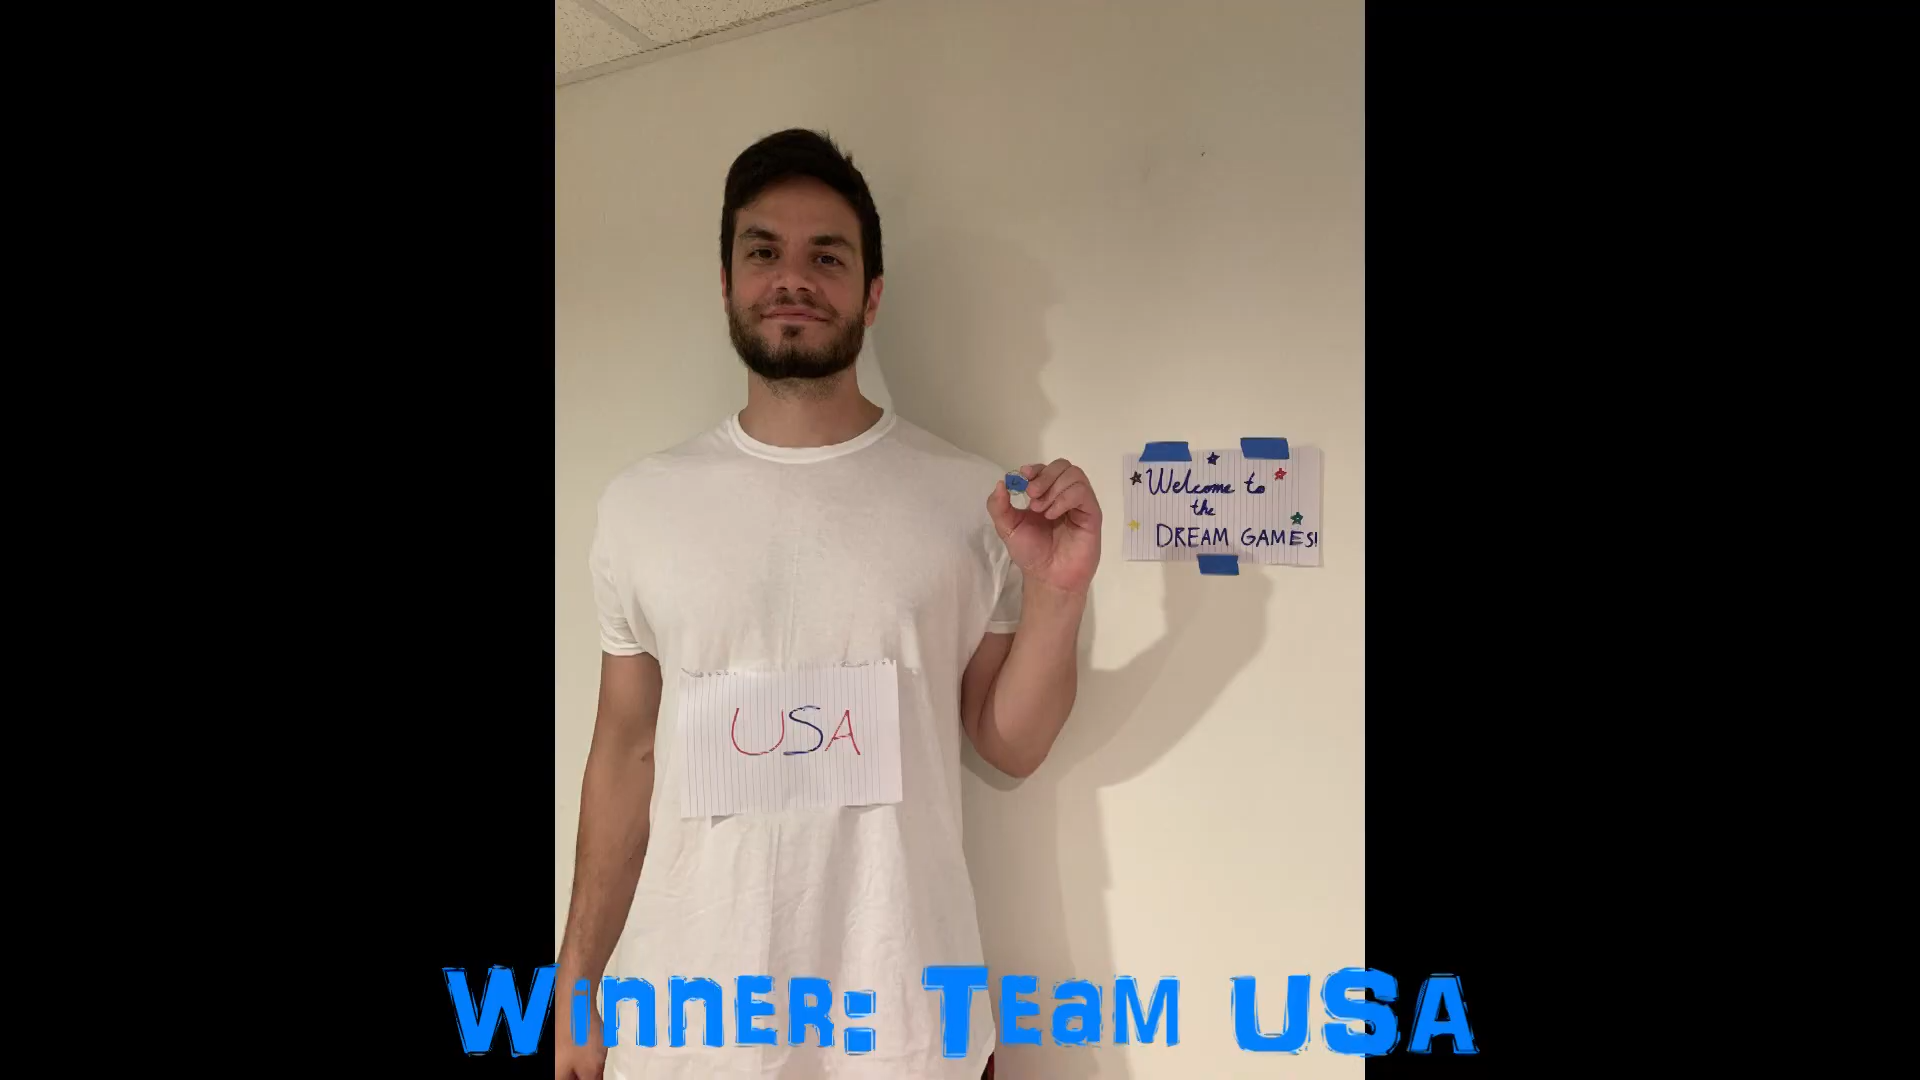 Welcome to
the
DREAM GAMES!
USA
Winner: Team USA